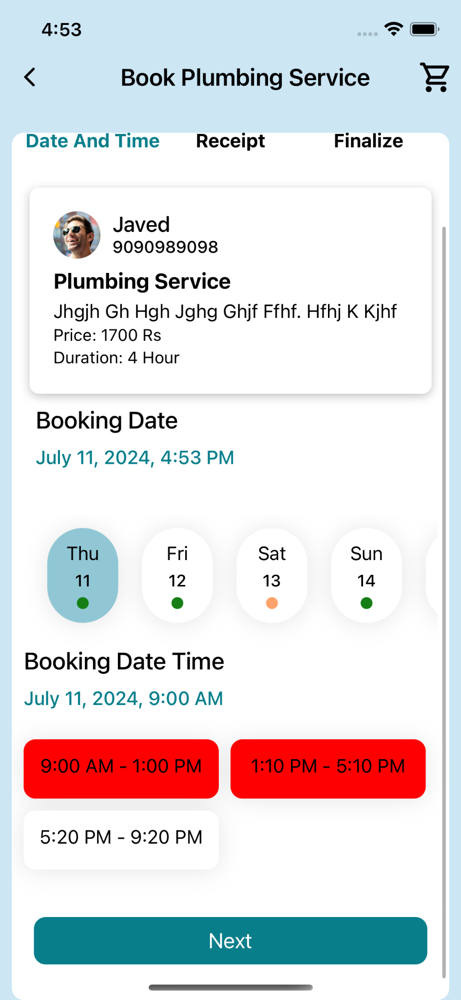 4:53
Book Plumbing Service
Date And Time Receipt Finalize
Javed
9090989098
Plumbing Service
Jhgjh Gh Hgh Jghg Ghjf Ffhf. Hfhj K Kjhf
Price: 1700 Rs
Duration: 4 Hour
Booking Date
July 11, 2024, 4:53 PM
Thu Fri Sat Sun
11 12 13 14
Booking Date Time
July 11, 2024, 9:00 AM
9:00 AM - 1:00 PM 1:10 PM - 5:10 PM
5:20 PM - 9:20 PM
Next